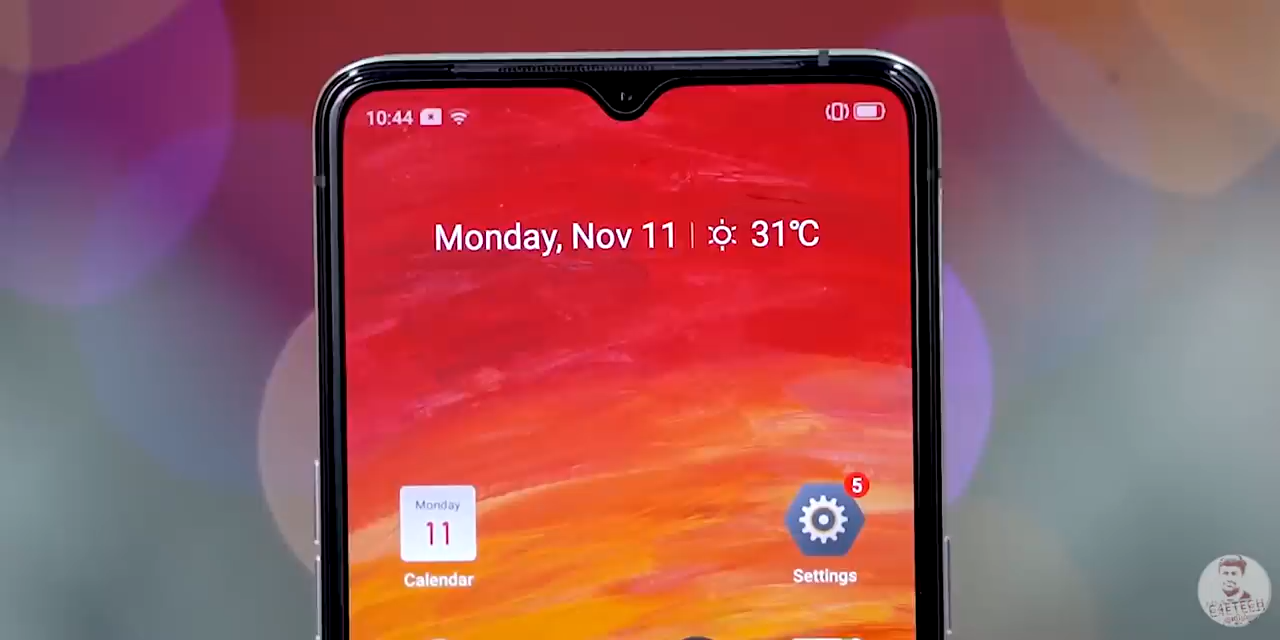 10:44
Monday, Nov 11 | 31℃
5
Monday
11
Calendar
Settings
C4ETECH